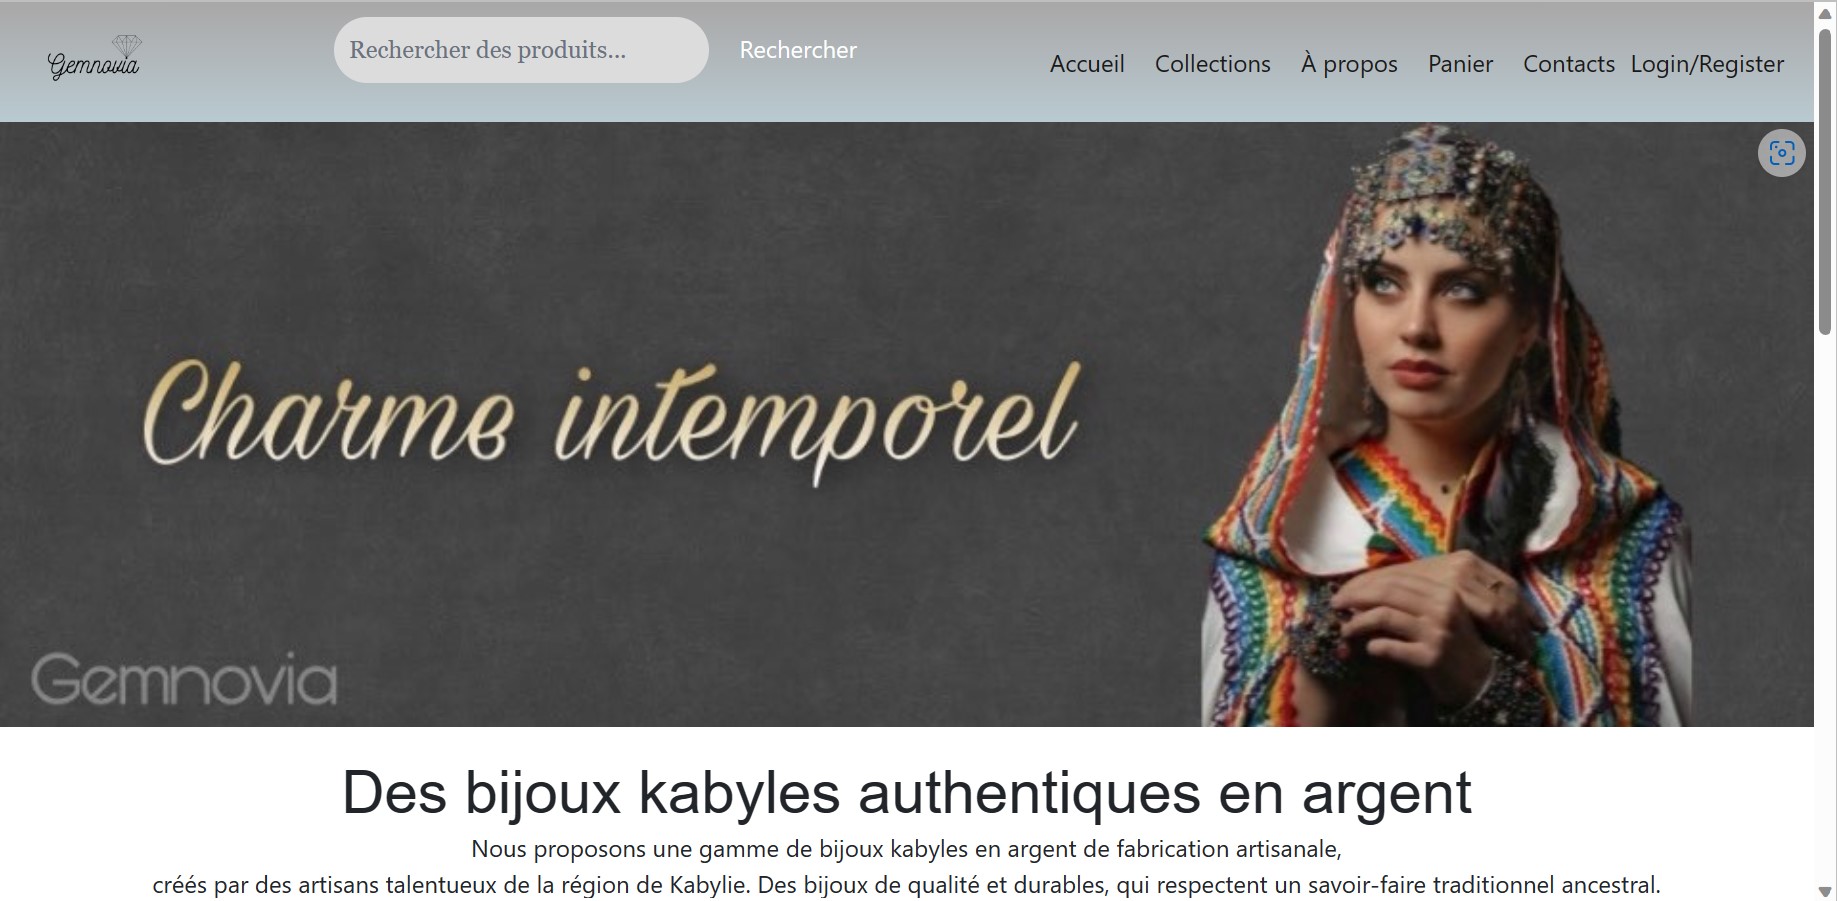 Gemnovia
Rechercher des produits...
Rechercher
Accueil
Collections
À propos
Panier
Contacts
Login/Register
Charme intemporel
Gemnovia
Des bijoux kabyles authentiques en argent
Nous proposons une gamme de bijoux kabyles en argent de fabrication artisanale,
créés par des artisans talentueux de la région de Kabylie. Des bijoux de qualité et durables, qui respectent un savoir-faire traditionnel ancestral.